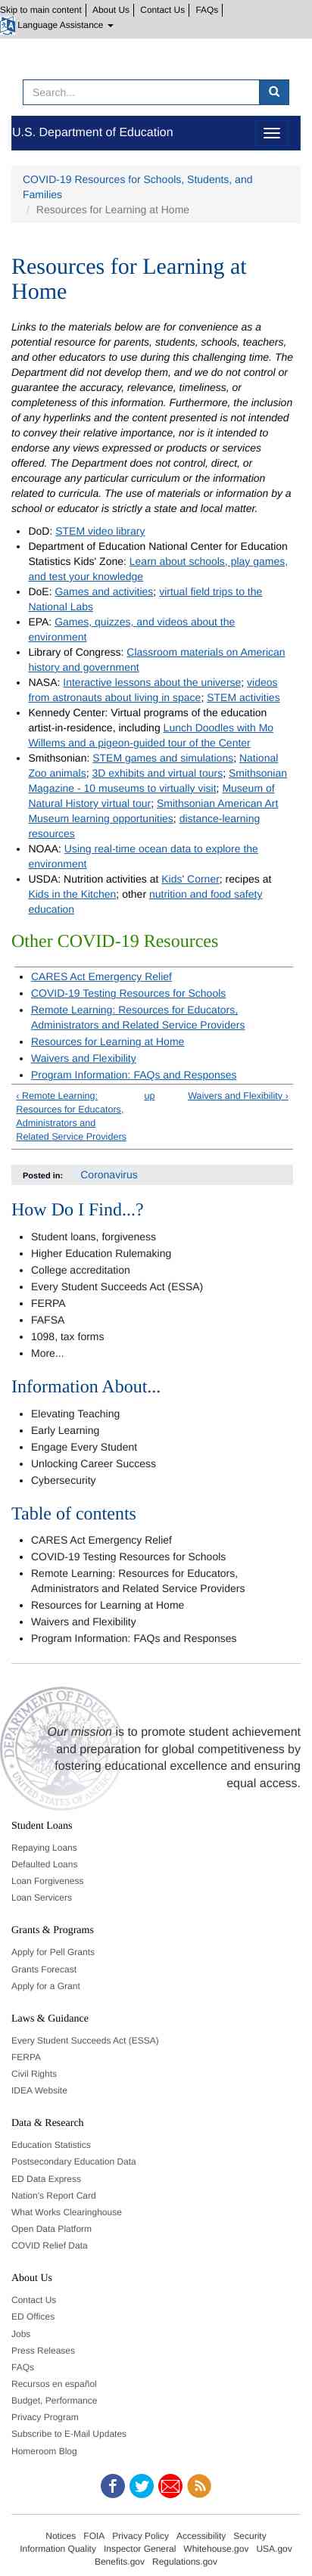 Skip to main content About Us Contact Us FAQs
Language Assistance
Search...
U.S. Department of Education
COVID-19 Resources for Schools, Students, and
Families
/ Resources for Learning at Home
Resources for Learning at
Home
Links to the materials below are for convenience as a
potential resource for parents, students, schools, teachers,
and other educators to use during this challenging time. The
Department did not develop them, and we do not control or
guarantee the accuracy, relevance, timeliness, or
completeness of this information. Furthermore, the inclusion
of any hyperlinks and the content presented is not intended
to convey their relative importance, nor is it intended to
endorse any views expressed or products or services
offered. The Department does not control, direct, or
encourage any particular use of the information
related to curricula. The use of materials or information by a
school or educator must follow applicable laws and policies
• DoD: STEM video library
• Department of Education National Center for Education
Statistics Kids' Zone: Learn about schools, play games,
and test your knowledge
• DoE: Games and activities; virtual field trips to the
National Labs
• EPA: Games, quizzes, and videos about the
environment
• Library of Congress: Classroom materials on American
history and government
• NASA: Interactive lessons about the universe; videos
from astronauts about living in space; STEM activities
• Kennedy Center: Virtual programs of the education
artist-in-residence, including Lunch Doodles with Mo
Willems and a pigeon-guided tour of the Center
• Smithsonian: STEM games and simulations; National
Zoo animals; 3D exhibits and virtual tours; Smithsonian
Magazine - 10 museums to virtually visit; Museum of
Natural History virtual tour; Smithsonian American Art
Museum learning opportunities; distance-learning
resources
• NOAA: Using real-time ocean data to explore the
environment
• USDA: Nutrition activities at Kids' Corner; recipes at
Kids in the Kitchen; other nutrition and food safety
education
Other COVID-19 Resources
• CARES Act Emergency Relief
• COVID-19 Testing Resources for Schools
• Remote Learning: Resources for Educators,
Administrators and Related Service Providers
• Resources for Learning at Home
• Waivers and Flexibility
• Program Information: FAQs and Responses
‹ Remote Learning: up Waivers and Flexibility ›
Resources for Educators,
Administrators and
Related Service Providers
Posted in: Coronavirus
How Do I Find...?
• Student loans, forgiveness
• Higher Education Rulemaking
• College accreditation
• Every Student Succeeds Act (ESSA)
• FERPA
• FAFSA
• 1098, tax forms
• More...
Information About...
• Elevating Teaching
• Early Learning
• Engage Every Student
• Unlocking Career Success
• Cybersecurity
Table of contents
• CARES Act Emergency Relief
• COVID-19 Testing Resources for Schools
• Remote Learning: Resources for Educators,
Administrators and Related Service Providers
• Resources for Learning at Home
• Waivers and Flexibility
• Program Information: FAQs and Responses
Our mission is to promote student achievement
and preparation for global competitiveness by
fostering educational excellence and ensuring
equal access.
Student Loans
Repaying Loans
Defaulted Loans
Loan Forgiveness
Loan Servicers
Grants & Programs
Apply for Pell Grants
Grants Forecast
Apply for a Grant
Laws & Guidance
Every Student Succeeds Act (ESSA)
FERPA
Civil Rights
IDEA Website
Data & Research
Education Statistics
Postsecondary Education Data
ED Data Express
Nation's Report Card
What Works Clearinghouse
Open Data Platform
COVID Relief Data
About Us
Contact Us
ED Offices
Jobs
Press Releases
FAQs
Recursos en español
Budget, Performance
Privacy Program
Subscribe to E-Mail Updates
Homeroom Blog
Notices FOIA Privacy Policy Accessibility Security
Information Quality Inspector General Whitehouse.gov USA.gov
Benefits.gov Regulations.gov